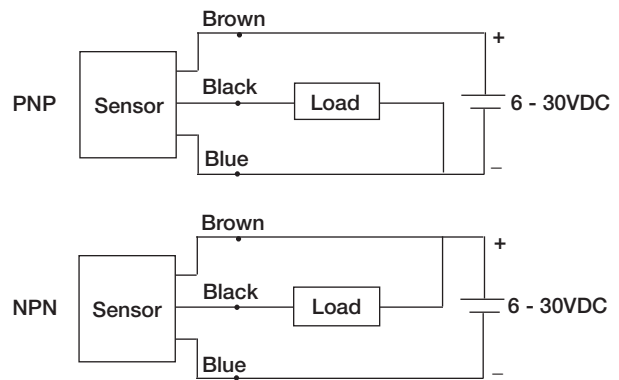 Brown
+
PNP
Sensor
Black
Load
6 - 30VDC
Blue
–
Brown
+
NPN
Sensor
Black
Load
6 - 30VDC
Blue
–